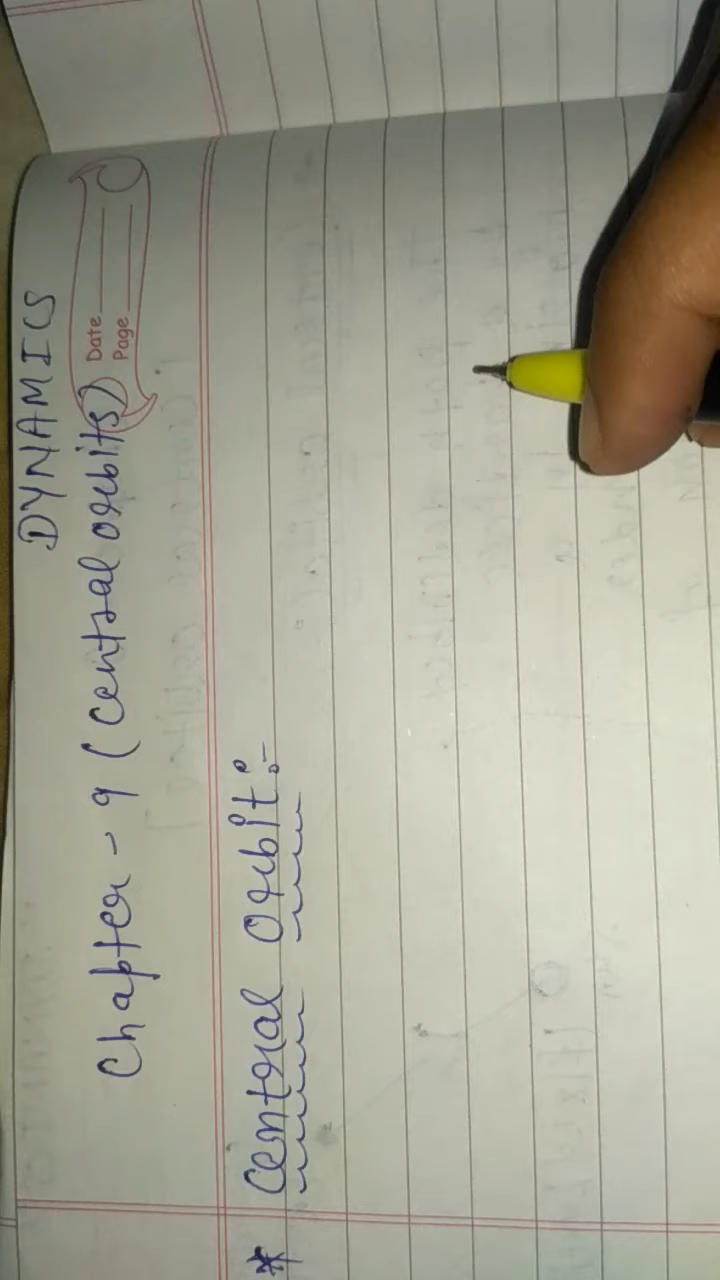 DYNAMICS
Date
Page
Chapter - 9 (Central orbits)
* Central Orbit:-